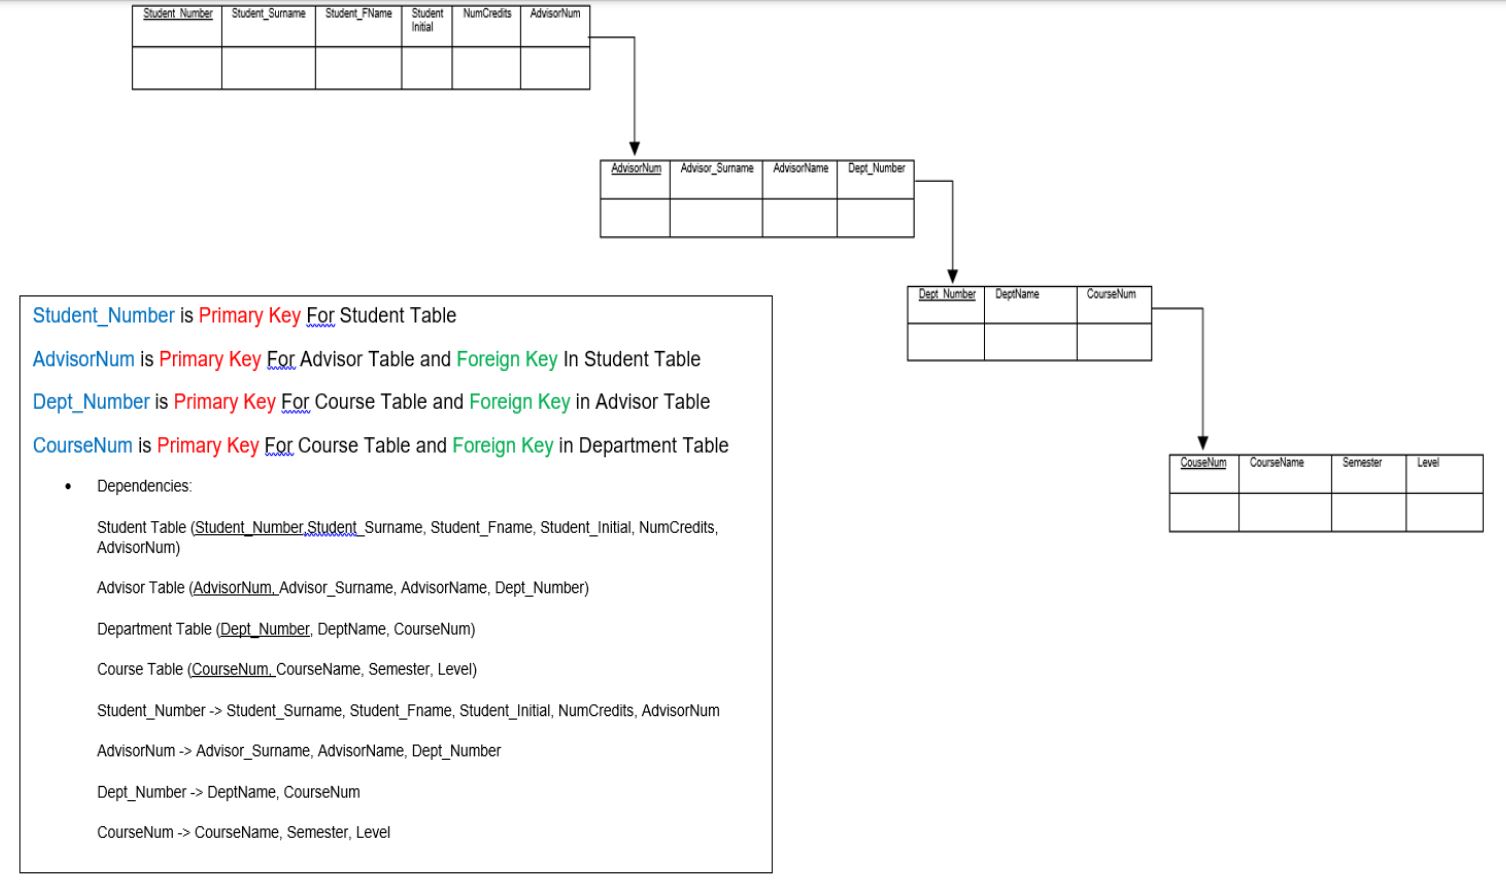 Student_Number Student_Surname Student_FName Student NumCredits AdvisorNum
Initial
AdvisorNum Advisor_Surname AdvisorName Dept_Number
Dept_Number DeptName CourseNum
CouseNum CourseName Semester Level
Student_Number is Primary Key For Student Table
AdvisorNum is Primary Key For Advisor Table and Foreign Key In Student Table
Dept_Number is Primary Key For Course Table and Foreign Key in Advisor Table
CourseNum is Primary Key For Course Table and Foreign Key in Department Table
• Dependencies:
Student Table (Student_Number,Student_Surname, Student_Fname, Student_Initial, NumCredits,
AdvisorNum)
Advisor Table (AdvisorNum, Advisor_Surname, AdvisorName, Dept_Number)
Department Table (Dept_Number, DeptName, CourseNum)
Course Table (CourseNum, CourseName, Semester, Level)
Student_Number -> Student_Surname, Student_Fname, Student_Initial, NumCredits, AdvisorNum
AdvisorNum -> Advisor_Surname, AdvisorName, Dept_Number
Dept_Number -> DeptName, CourseNum
CourseNum -> CourseName, Semester, Level